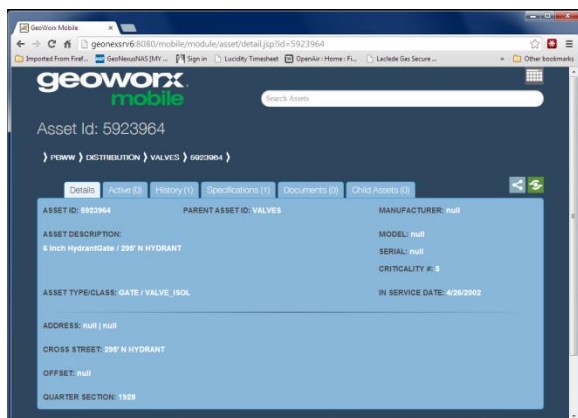 GeoWorx Mobile
geonexsrv6:8080/mobile/module/asset/detail.jsp?id=5923964
Imported From Firef... GeoNexusNAS (MY ... Sign in Lucidity Timesheet OpenAir : Home : Fi... Laclede Gas Secure ... » Other bookmarks
geoworx
mobile
Search Assets
Asset Id: 5923964
PBWW DISTRIBUTION VALVES 5923964
Details Active (0) History (1) Specifications (1) Documents (0) Child Assets (0)
ASSET ID: 5923964 PARENT ASSET ID: VALVES MANUFACTURER: null
ASSET DESCRIPTION: MODEL: null
6 Inch HydrantGate / 295' N HYDRANT SERIAL: null
CRITICALITY #: 5
ASSET TYPE/CLASS: GATE / VALVE_ISOL IN SERVICE DATE: 4/26/2002
ADDRESS: null | null
CROSS STREET: 295' N HYDRANT
OFFSET: null
QUARTER SECTION: 1928